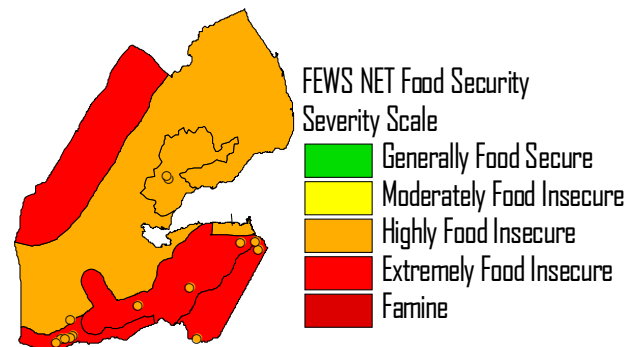 FEWS NET Food Security
Severity Scale
Generally Food Secure
Moderately Food Insecure
Highly Food Insecure
Extremely Food Insecure
Famine